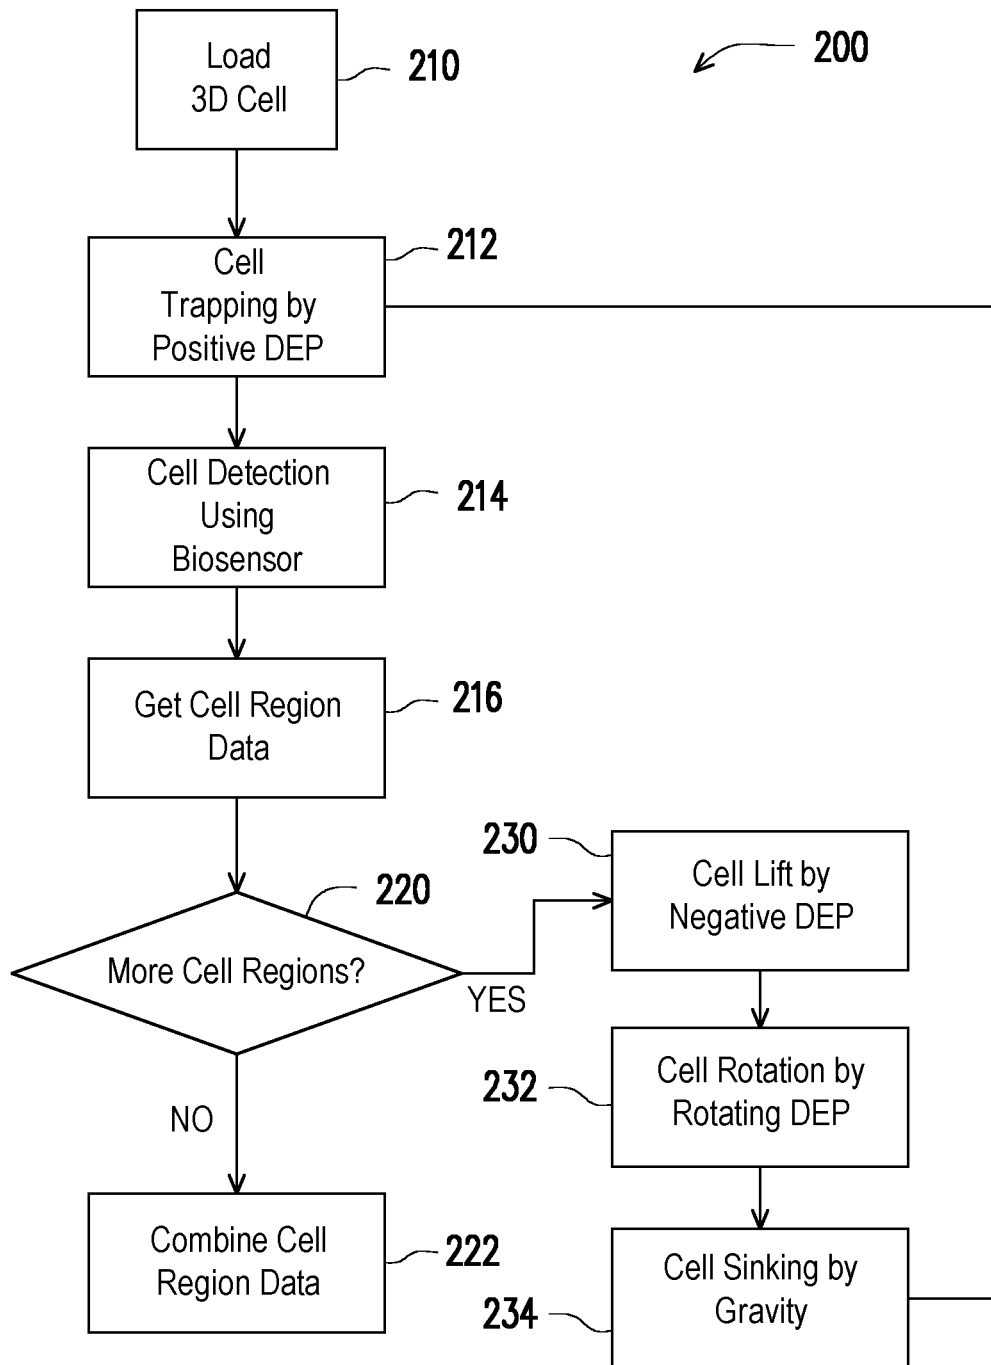 Load
3D Cell
210
200
Cell
Trapping by
Positive DEP
212
Cell Detection
Using
Biosensor
214
Get Cell Region
Data
216
More Cell Regions?
220
YES
NO
Combine Cell
Region Data
222
230
Cell Lift by
Negative DEP
232
Cell Rotation by
Rotating DEP
234
Cell Sinking by
Gravity